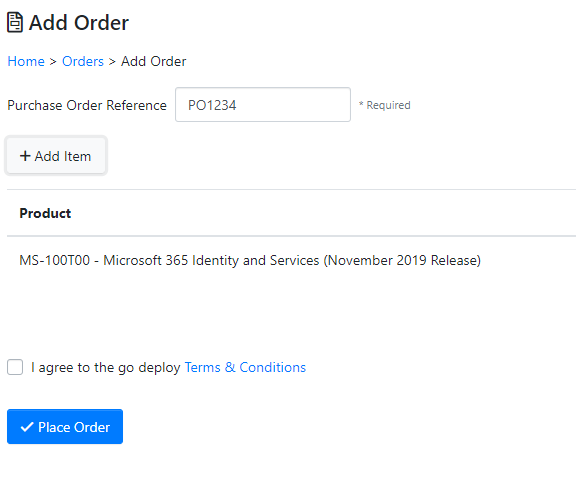 Add Order
Home > Orders > Add Order
Purchase Order Reference PO1234 * Required
+ Add Item
Product
MS-100T00 - Microsoft 365 Identity and Services (November 2019 Release)
I agree to the go deploy Terms & Conditions
Place Order